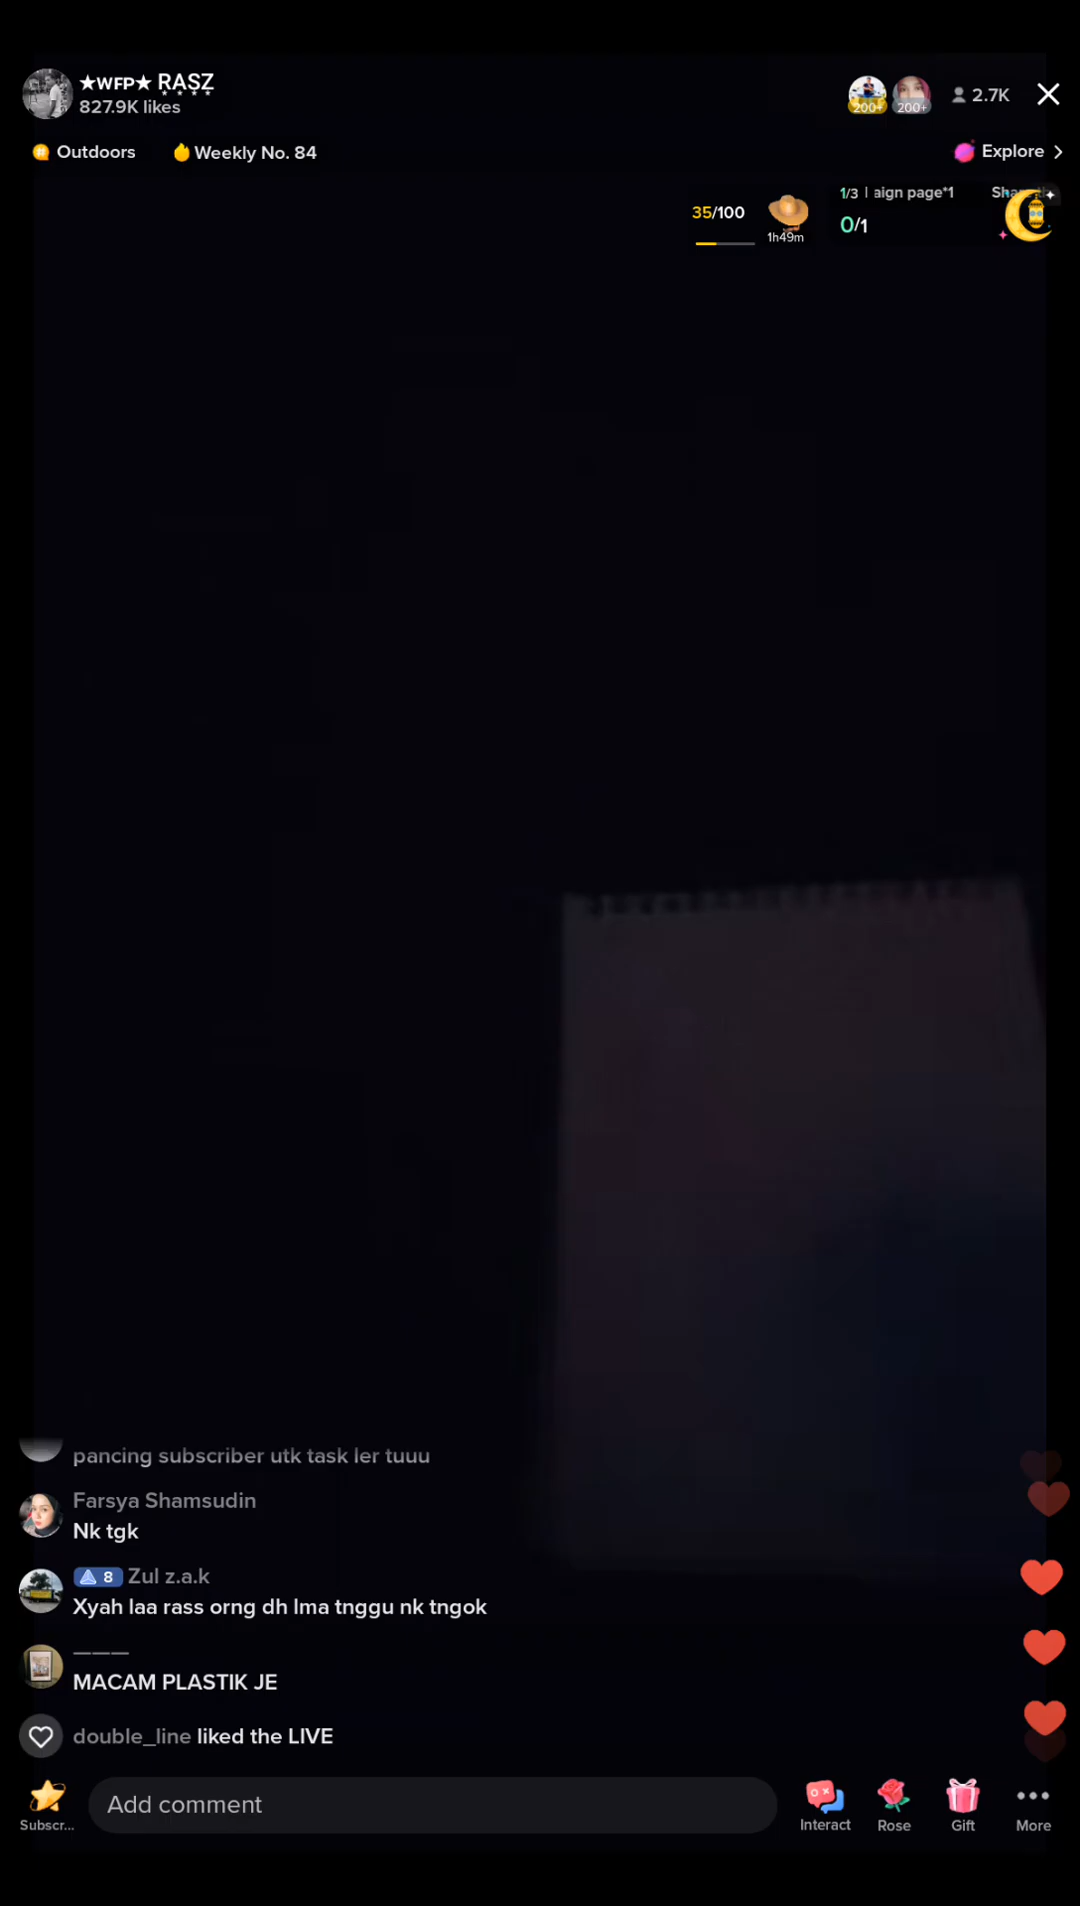 ★WFP★ RASZ
827.9K likes
200+
200+
2.7K
Outdoors
Weekly No. 84
Explore
35/100
1h49m
1/3
aign page*1
0/1
pancing subscriber utk task ler tuuu
Farsya Shamsudin
Nk tgk
8 Zul z.a.k
Xyah laa rass orng dh lma tnggu nk tngok
———
MACAM PLASTIK JE
double_line liked the LIVE
Subscr...
Add comment
Interact
Rose
Gift
More